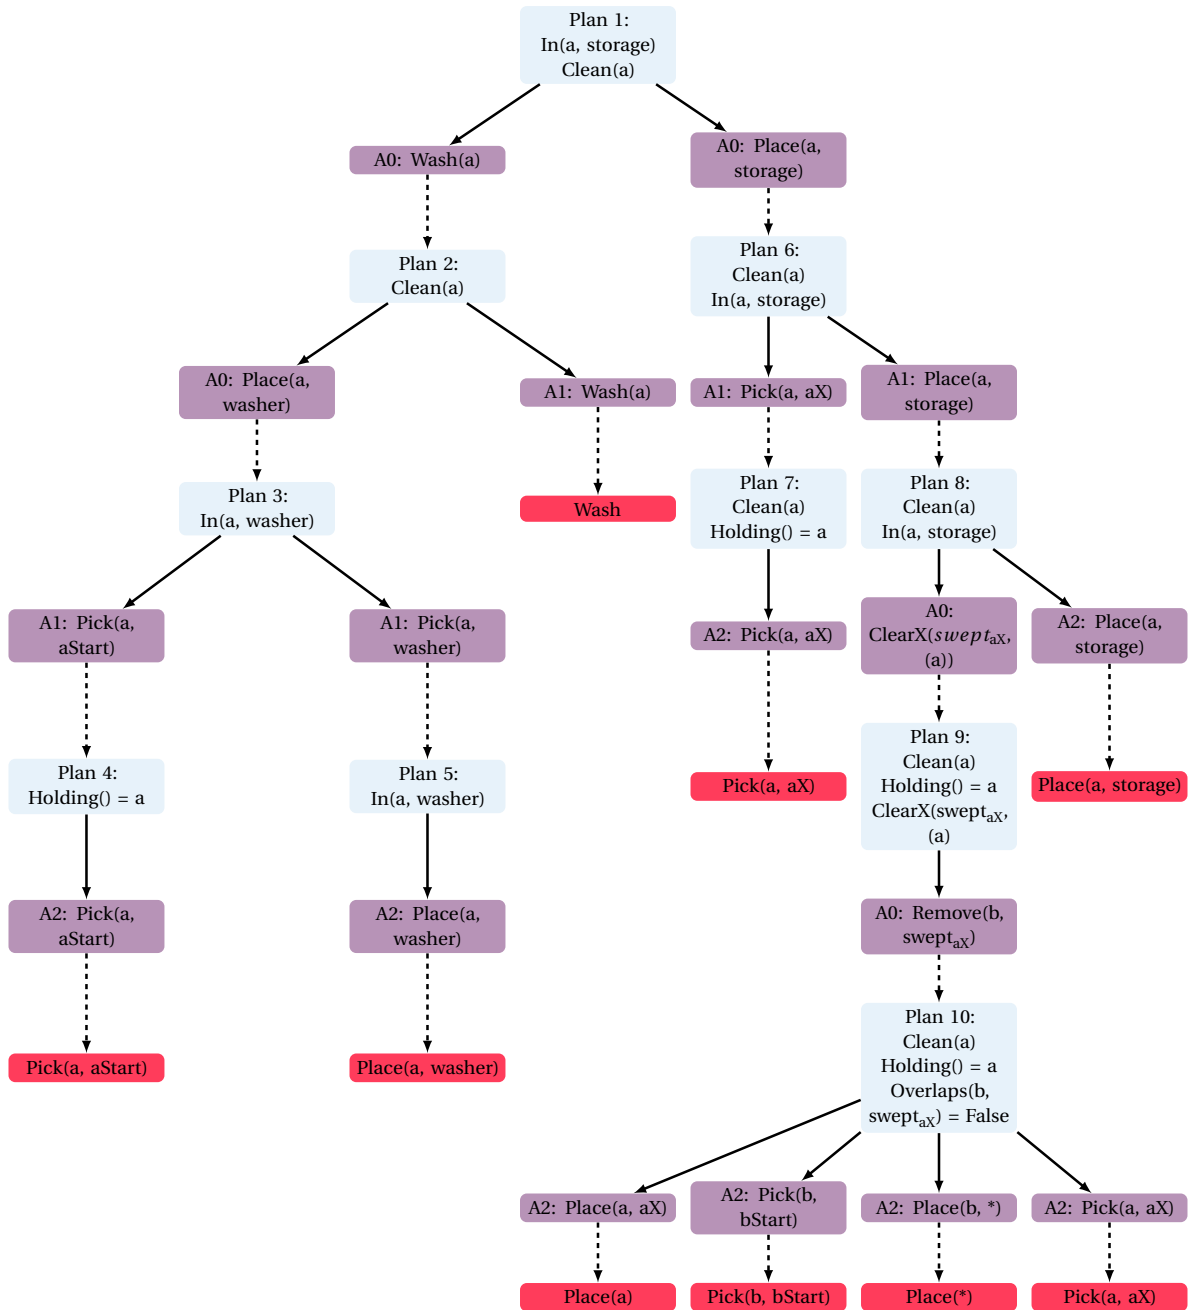 Plan 1:
In(a, storage)
Clean(a)
A0: Wash(a)
A0: Place(a,
storage)
Plan 2:
Clean(a)
Plan 6:
Clean(a)
In(a, storage)
A0: Place(a,
washer)
A1: Wash(a)
A1: Pick(a, aX)
A1: Place(a,
storage)
Plan 3:
In(a, washer)
Wash
Plan 7:
Clean(a)
Holding() = a
Plan 8:
Clean(a)
In(a, storage)
A1: Pick(a,
aStart)
A1: Pick(a,
washer)
A2: Pick(a, aX)
A0:
ClearX(swept_aX,
(a))
A2: Place(a,
storage)
Plan 4:
Holding() = a
Plan 5:
In(a, washer)
Pick(a, aX)
Plan 9:
Clean(a)
Holding() = a
ClearX(swept_aX,
(a)
Place(a, storage)
A2: Pick(a,
aStart)
A2: Place(a,
washer)
A0: Remove(b,
swept_aX)
Pick(a, aStart)
Place(a, washer)
Plan 10:
Clean(a)
Holding() = a
Overlaps(b,
swept_aX) = False
A2: Place(a, aX)
A2: Pick(b,
bStart)
A2: Place(b, *)
A2: Pick(a, aX)
Place(a)
Pick(b, bStart)
Place(*)
Pick(a, aX)